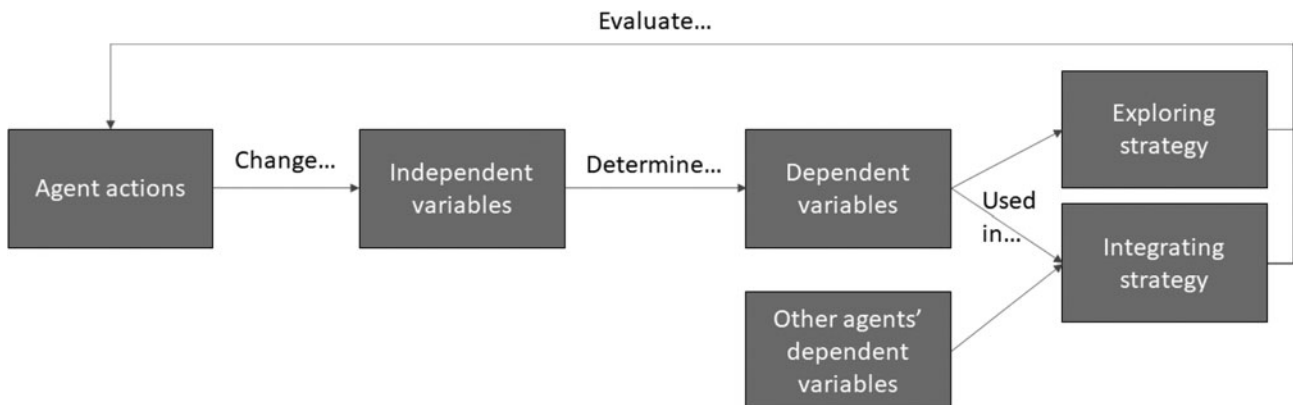 Evaluate...
Agent actions
Change...
Independent
variables
Determine...
Dependent
variables
Used
in...
Exploring
strategy
Integrating
strategy
Other agents’
dependent
variables